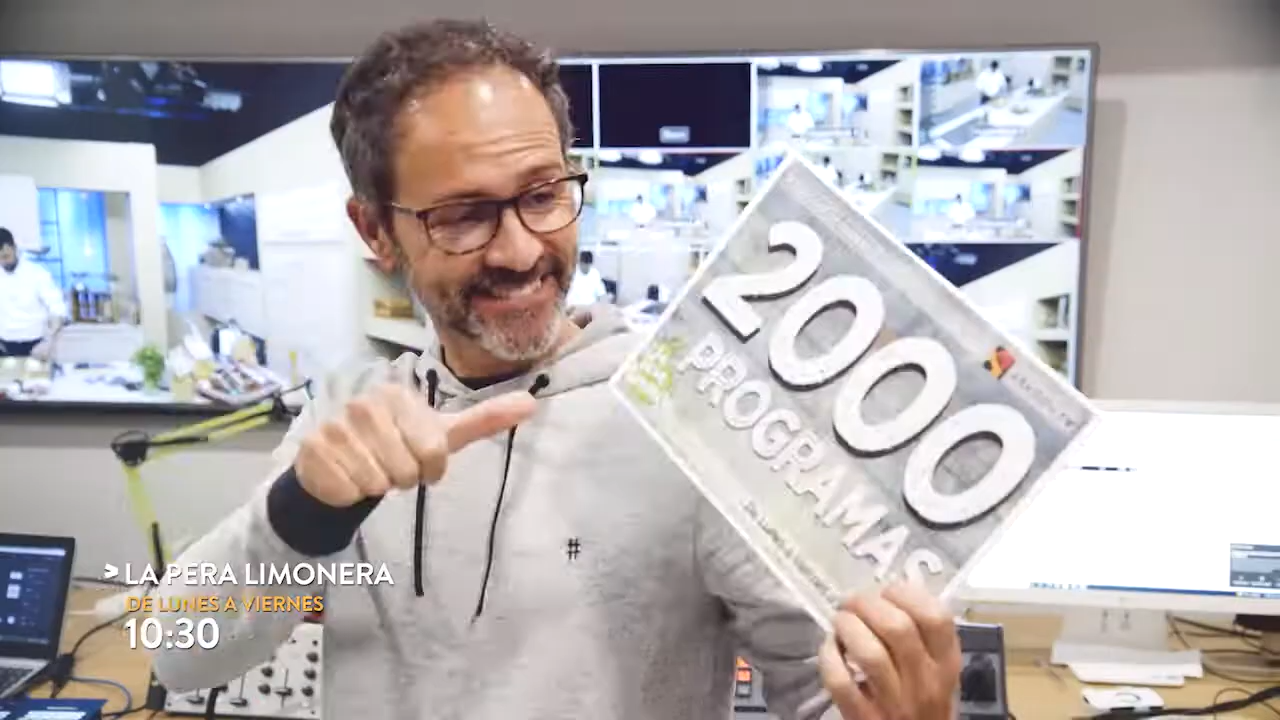 2000
PROGRAMAS
#
> LA PERA LIMONERA
DE LUNES A VIERNES
10:30